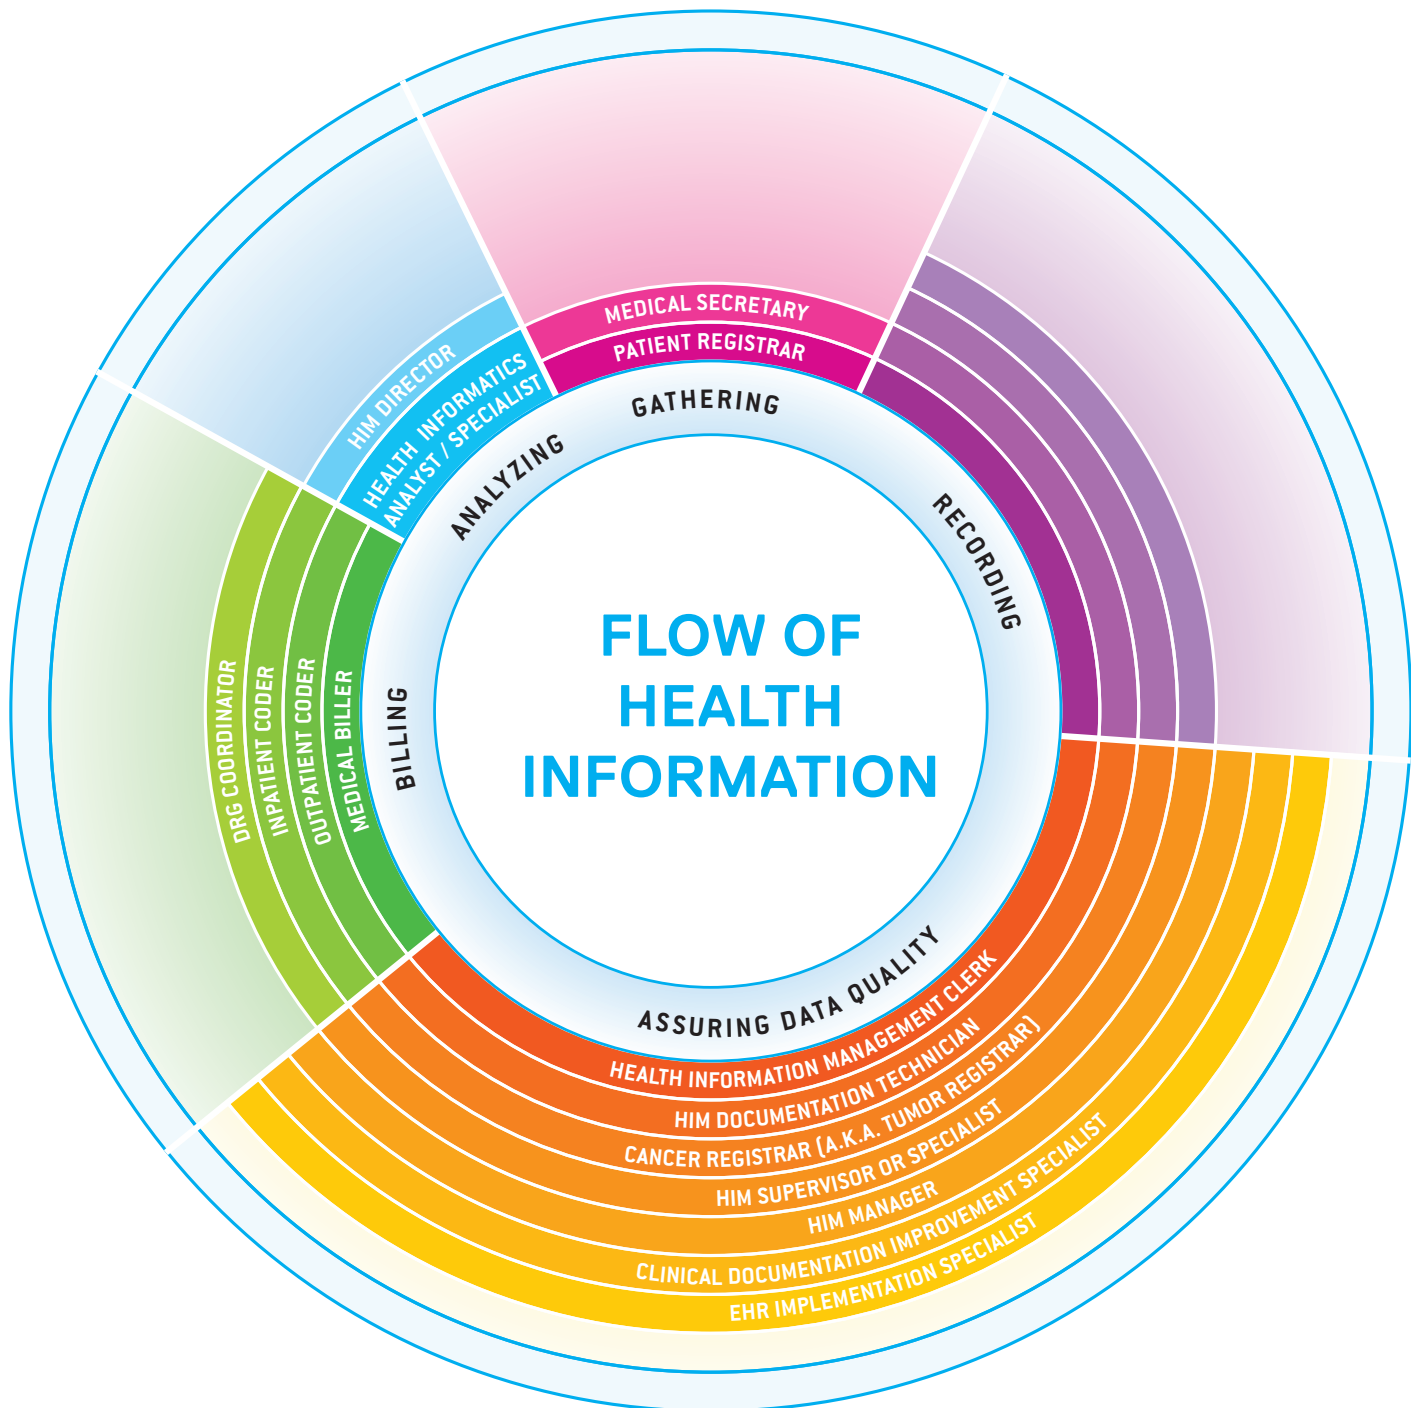 FLOW OF
HEALTH
INFORMATION
GATHERING
PATIENT REGISTRAR
MEDICAL SECRETARY
RECORDING
ASSURING DATA QUALITY
HEALTH INFORMATION MANAGEMENT CLERK
HIM DOCUMENTATION TECHNICIAN
CANCER REGISTRAR (A.K.A. TUMOR REGISTRAR)
HIM SUPERVISOR OR SPECIALIST
HIM MANAGER
CLINICAL DOCUMENTATION IMPROVEMENT SPECIALIST
EHR IMPLEMENTATION SPECIALIST
BILLING
MEDICAL BILLER
OUTPATIENT CODER
INPATIENT CODER
DRG COORDINATOR
ANALYZING
HEALTH INFORMATICS
ANALYST / SPECIALIST
HIM DIRECTOR